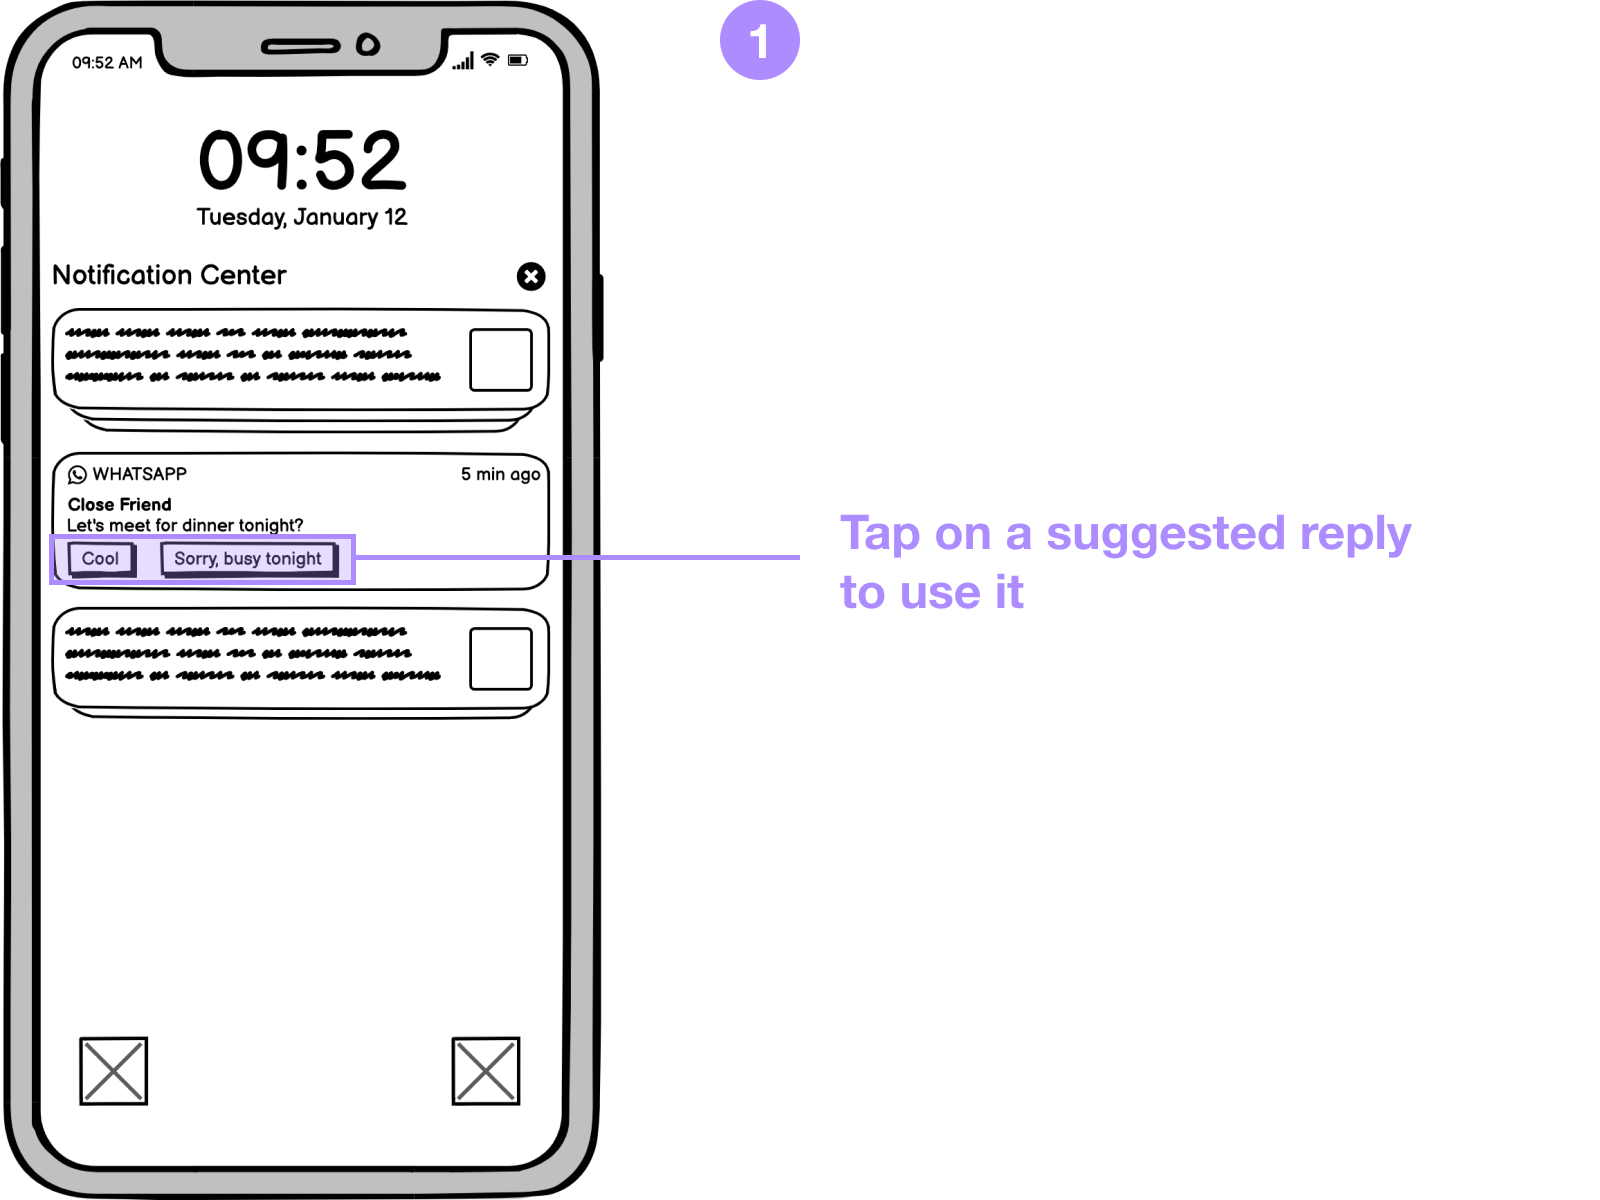 09:52 AM
1
09:52
Tuesday, January 12
Notification Center
WHATSAPP 5 min ago
Close Friend
Let's meet for dinner tonight?
Cool Sorry, busy tonight
Tap on a suggested reply
to use it